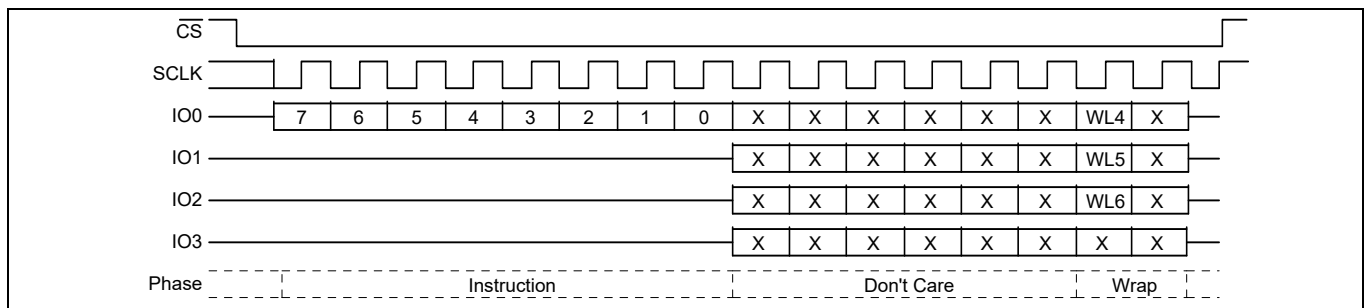 CS
SCLK
IO0 7 6 5 4 3 2 1 0 X X X X X X WL4 X
IO1 X X X X X X WL5 X
IO2 X X X X X X WL6 X
IO3 X X X X X X X X
Phase Instruction Don't Care Wrap